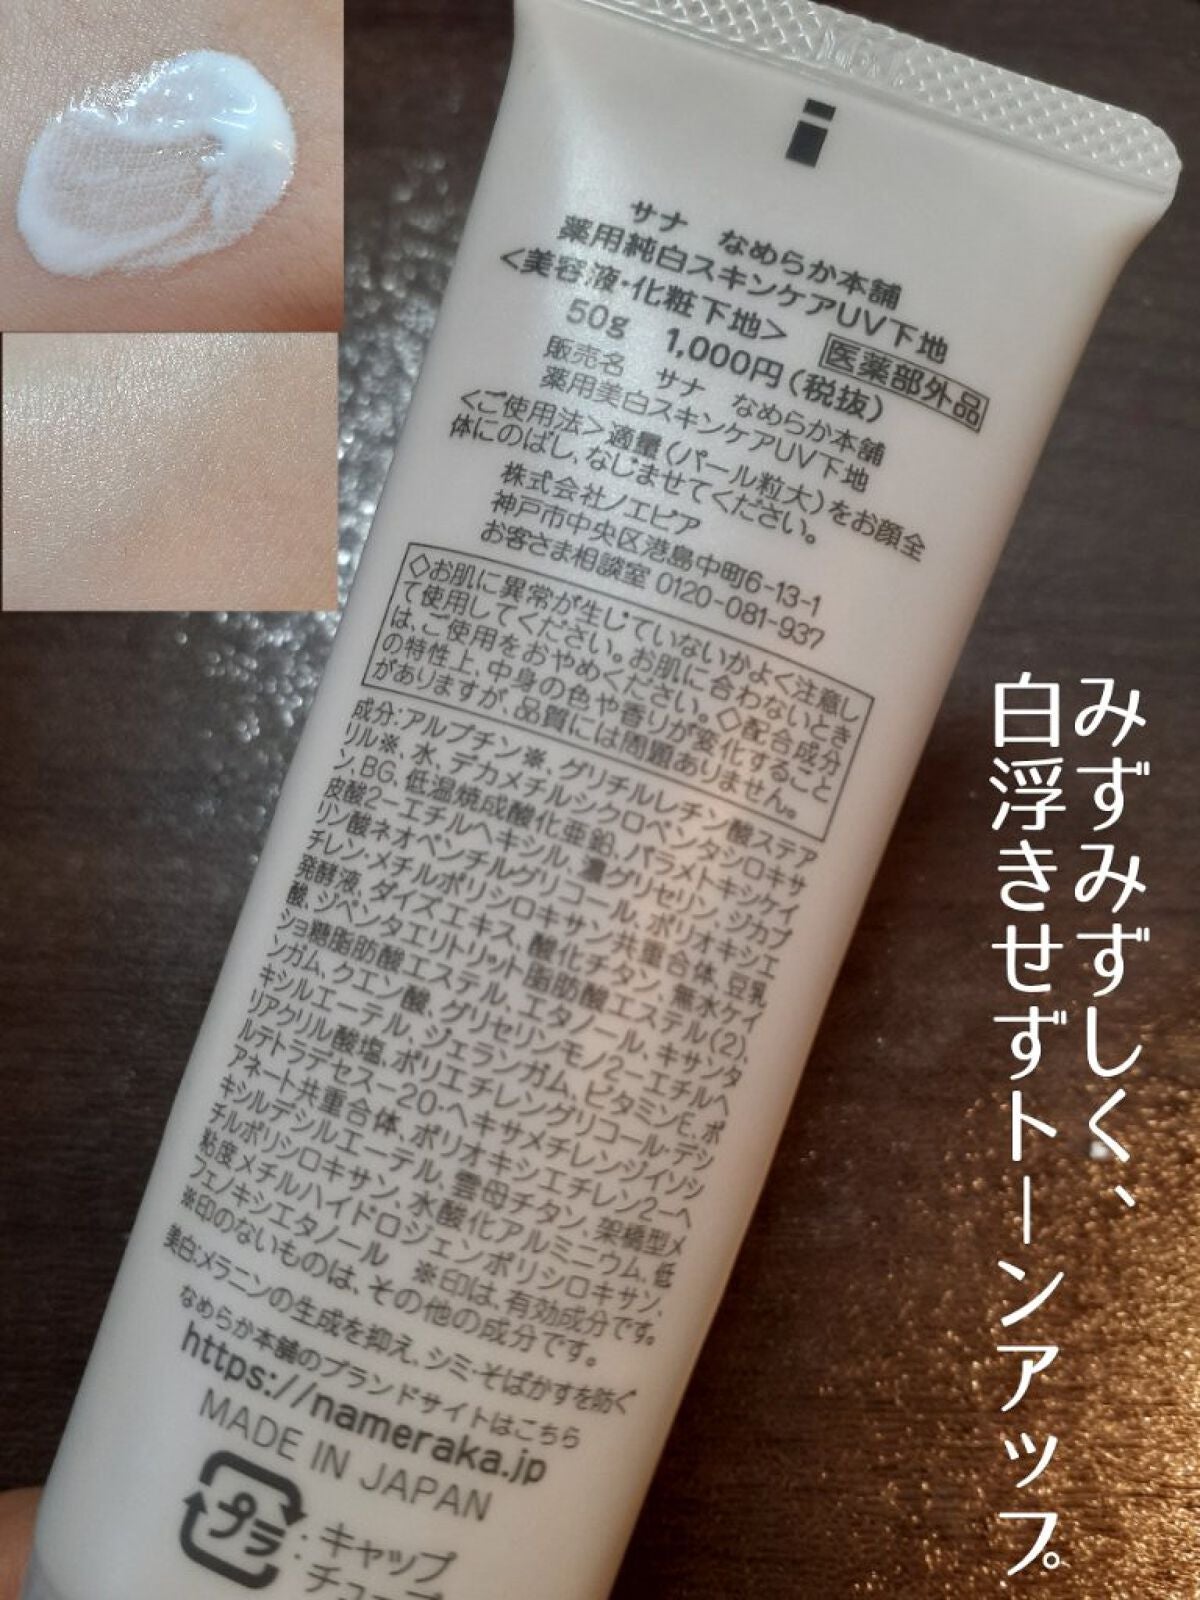 サナ なめらか本舗
薬用純白スキンケアUV下地
<美容液・化粧下地> 医薬部外品
50g 1,000円(税抜)
販売名 サナ なめらか本舗
薬用美白スキンケアUV下地
<ご使用法>適量(パール粒大)をお顔全
体にのばし、なじませてください。
株式会社ノエビア
神戸市中央区港島中町6-13-1
お客さま相談室 0120-081-937
◇お肌に異常が生じていないかよく注意し
て使用してください。お肌に合わないとき
は、ご使用をおやめください。◇配合成分
の特性上、中身の色や香りが変化すること
がありますが、品質には問題ありません。
成分:アルブチン※、グリチルレチン酸ステア
リル※、水、デカメチルシクロペンタシロキサ
ン、BG、低温焼成酸化亜鉛、パラメトキシケイ
皮酸2-エチルヘキシル、濃グリセリン、ジカプ
リン酸ネオペンチルグリコール、ポリオキシエ
チレン・メチルポリシロキサン共重合体、豆乳
発酵液、ダイズエキス、酸化チタン、無水ケイ
酸、ジペンタエリトリット脂肪酸エステル(2)、
ショ糖脂肪酸エステル、エタノール、キサンタ
ンガム、クエン酸、グリセリンモノ2-エチルヘ
キシルエーテル、ジェランガム、ビタミンE、ポ
リアクリル酸塩、ポリエチレングリコール・デシ
ルテトラデセス-20・ヘキサメチレンジイソシ
アネート共重合体、ポリオキシエチレン2-ヘ
キシルデシルエーテル、雲母チタン、架橋型メ
チルポリシロキサン、水酸化アルミニウム、低
粘度メチルハイドロジェンポリシロキサン、
フェノキシエタノール ※印は、有効成分です。
※印のないものは、その他の成分です。
美白:メラニンの生成を抑え、シミ・そばかすを防ぐ
なめらか本舗のブランドサイトはこちら
https://nameraka.jp
MADE IN JAPAN
プラ :キャップ
チュー
みずみずしく、
白浮きせずトーンアップ。